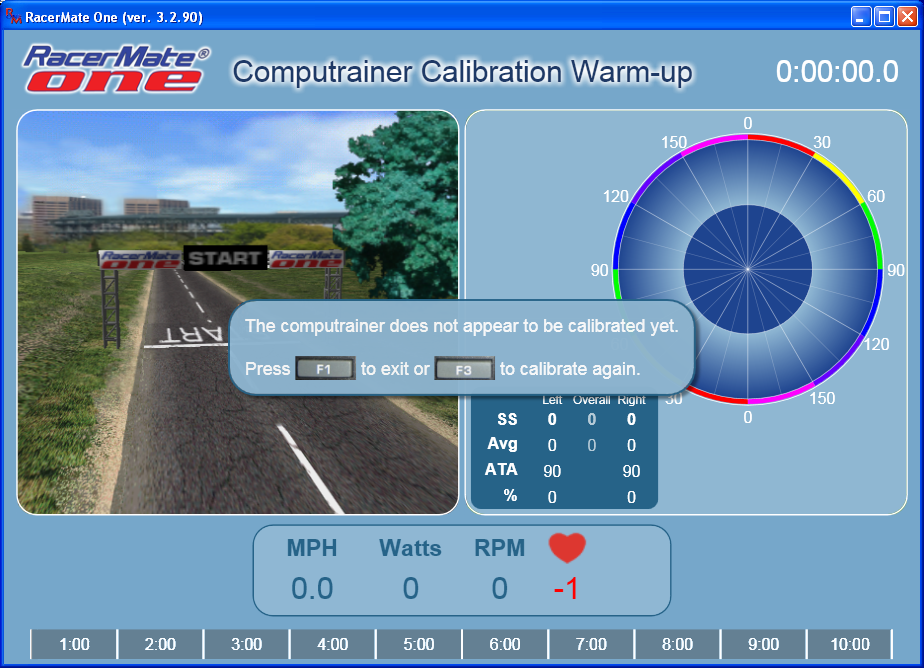 RM RacerMate One (ver. 3.2.90)
RacerMate®
one
Computrainer Calibration Warm-up
0:00:00.0
RacerMate
one
START
RacerMate
one
ART
The computrainer does not appear to be calibrated yet.
Press F1 to exit or F3 to calibrate again.
0
30
60
90
120
150
0
30
90
120
150
Left Overall Right
SS 0 0 0
Avg 0 0 0
ATA 90 90
% 0 0
MPH Watts RPM
0.0 0 0 -1
1:00 2:00 3:00 4:00 5:00 6:00 7:00 8:00 9:00 10:00